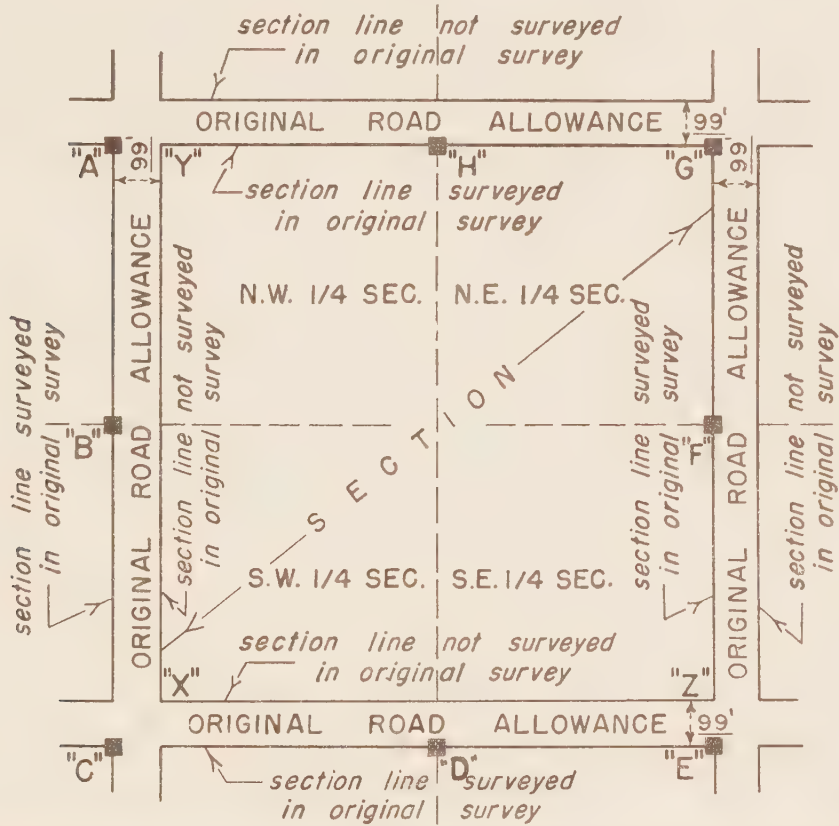 section line not surveyed
in original survey
ORIGINAL ROAD ALLOWANCE
99'
"A"
99'
"Y"
"H"
"G"
99'
section line surveyed
in original survey
N.W. 1/4 SEC.
N.E. 1/4 SEC.
section line surveyed
in original survey
ORIGINAL ROAD ALLOWANCE
section line not surveyed
in original survey
"B"
SECTION
"F"
section line surveyed
in original survey
ORIGINAL ROAD ALLOWANCE
section line not surveyed
in original survey
S.W. 1/4 SEC.
S.E. 1/4 SEC.
section line not surveyed
in original survey
"X"
"Z"
ORIGINAL ROAD ALLOWANCE
99'
"C"
"D"
"E"
section line surveyed
in original survey